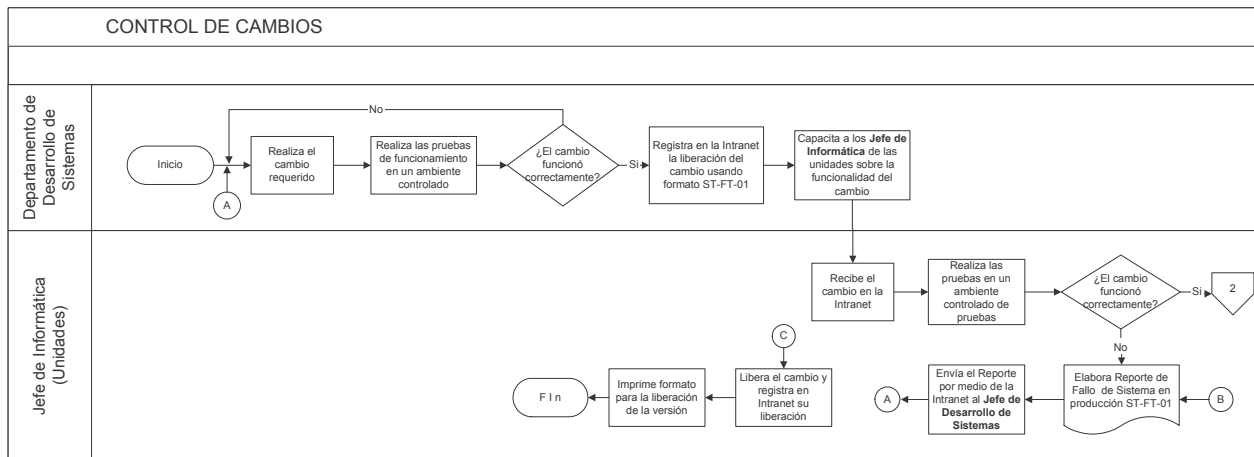 CONTROL DE CAMBIOS
Departamento de
Desarrollo de
Sistemas
No
Inicio
A
Realiza el
cambio
requerido
Realiza las pruebas
de funcionamiento
en un ambiente
controlado
¿El cambio
funcionó
correctamente?
Si
Registra en la Intranet
la liberación del
cambio usando
formato ST-FT-01
Capacita a los Jefe de
Informática de las
unidades sobre la
funcionalidad del
cambio
Jefe de Informática
(Unidades)
Recibe el
cambio en la
Intranet
Realiza las
pruebas en un
ambiente
controlado de
pruebas
¿El cambio
funcionó
correctamente?
Si
2
No
C
F I n
Imprime formato
para la liberación
de la versión
Libera el cambio y
registra en
Intranet su
liberación
A
Envía el Reporte
por medio de la
Intranet al Jefe de
Desarrollo de
Sistemas
Elabora Reporte de
Fallo de Sistema en
producción ST-FT-01
B